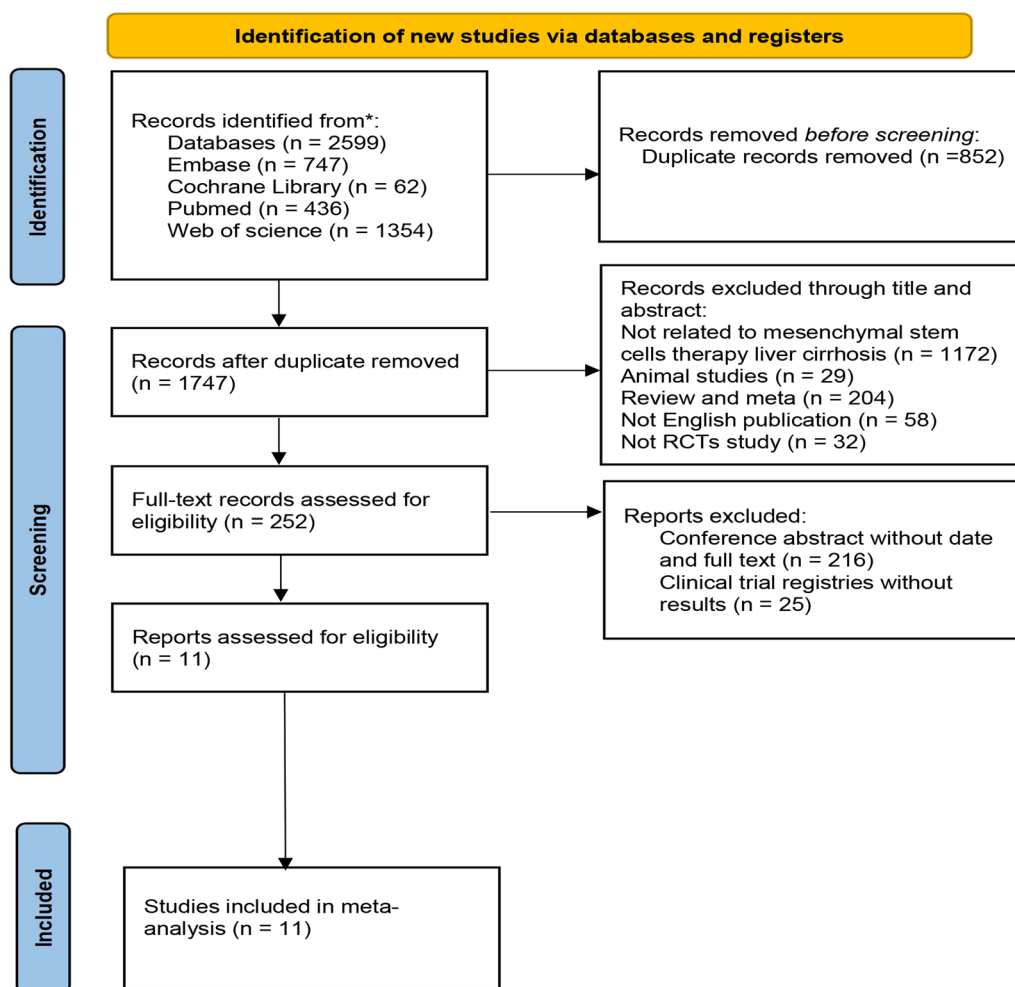 Identification of new studies via databases and registers
Identification
Records identified from*:
Databases (n = 2599)
Embase (n = 747)
Cochrane Library (n = 62)
Pubmed (n = 436)
Web of science (n = 1354)
Records removed before screening:
Duplicate records removed (n =852)
Screening
Records after duplicate removed
(n = 1747)
Records excluded through title and
abstract:
Not related to mesenchymal stem
cells therapy liver cirrhosis (n = 1172)
Animal studies (n = 29)
Review and meta (n = 204)
Not English publication (n = 58)
Not RCTs study (n = 32)
Full-text records assessed for
eligibility (n = 252)
Reports excluded:
Conference abstract without date
and full text (n = 216)
Clinical trial registries without
results (n = 25)
Reports assessed for eligibility
(n = 11)
Included
Studies included in meta-
analysis (n = 11)